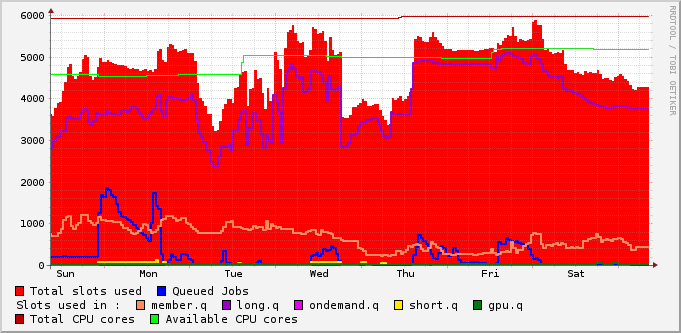 6000
5000
4000
3000
2000
1000
0
Sun Mon Tue Wed Thu Fri Sat
RRDTOOL / TOBI OETIKER
Total slots used Queued Jobs
Slots used in : member.q long.q ondemand.q short.q gpu.q
Total CPU cores Available CPU cores